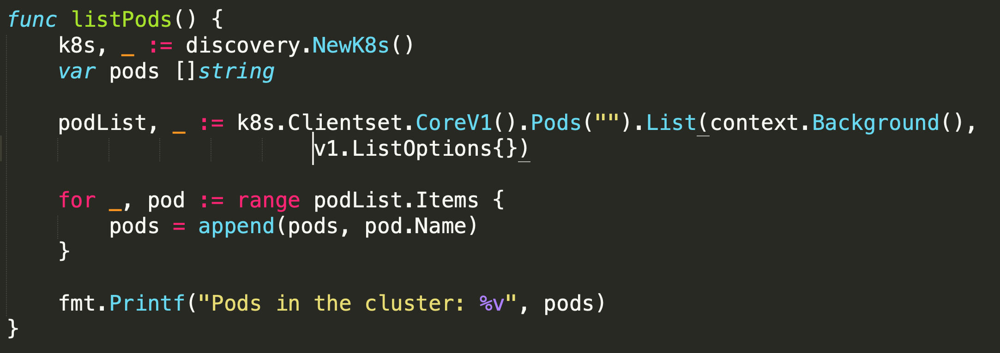 func listPods() {
    k8s, _ := discovery.NewK8s()
    var pods []string

    podList, _ := k8s.Clientset.CoreV1().Pods("").List(context.Background(),
                        v1.ListOptions{})

    for _, pod := range podList.Items {
        pods = append(pods, pod.Name)
    }

    fmt.Printf("Pods in the cluster: %v", pods)
}